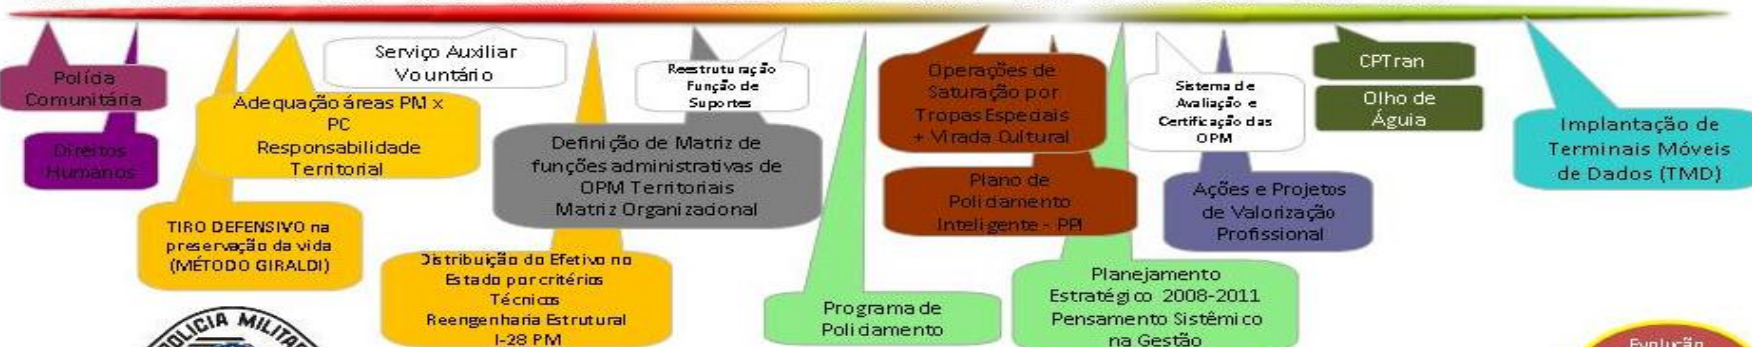 Polícia
Comunitária
Direitos
Humanos
TIRO DEFENSIVO na
preservação da vida
(MÉTODO GIRALDI)
Adequação áreas PM x
PC
Responsabilidade
Territorial
Serviço Auxiliar
Voluntário
Distribuição do Efetivo no
Estado por critérios
Técnicos
Reengenharia Estrutural
I-28 PM
Definição de Matriz de
funções administrativas de
OPM Territoriais
Matriz Organizacional
Reestruturação
Função de
Suportes
Programa de
Policiamento
Operações de
Saturação por
Tropas Especiais
+ Virada Cultural
Plano de
Policiamento
Inteligente - PPI
Planejamento
Estratégico 2008-2011
Pensamento Sistêmico
na Gestão
Sistema de
Avaliação e
Certificação das
OPM
Ações e Projetos
de Valorização
Profissional
CPTran
Olho de
Águia
Implantação de
Terminais Móveis
de Dados (TMD)
POLICIA MILITAR
Evolução